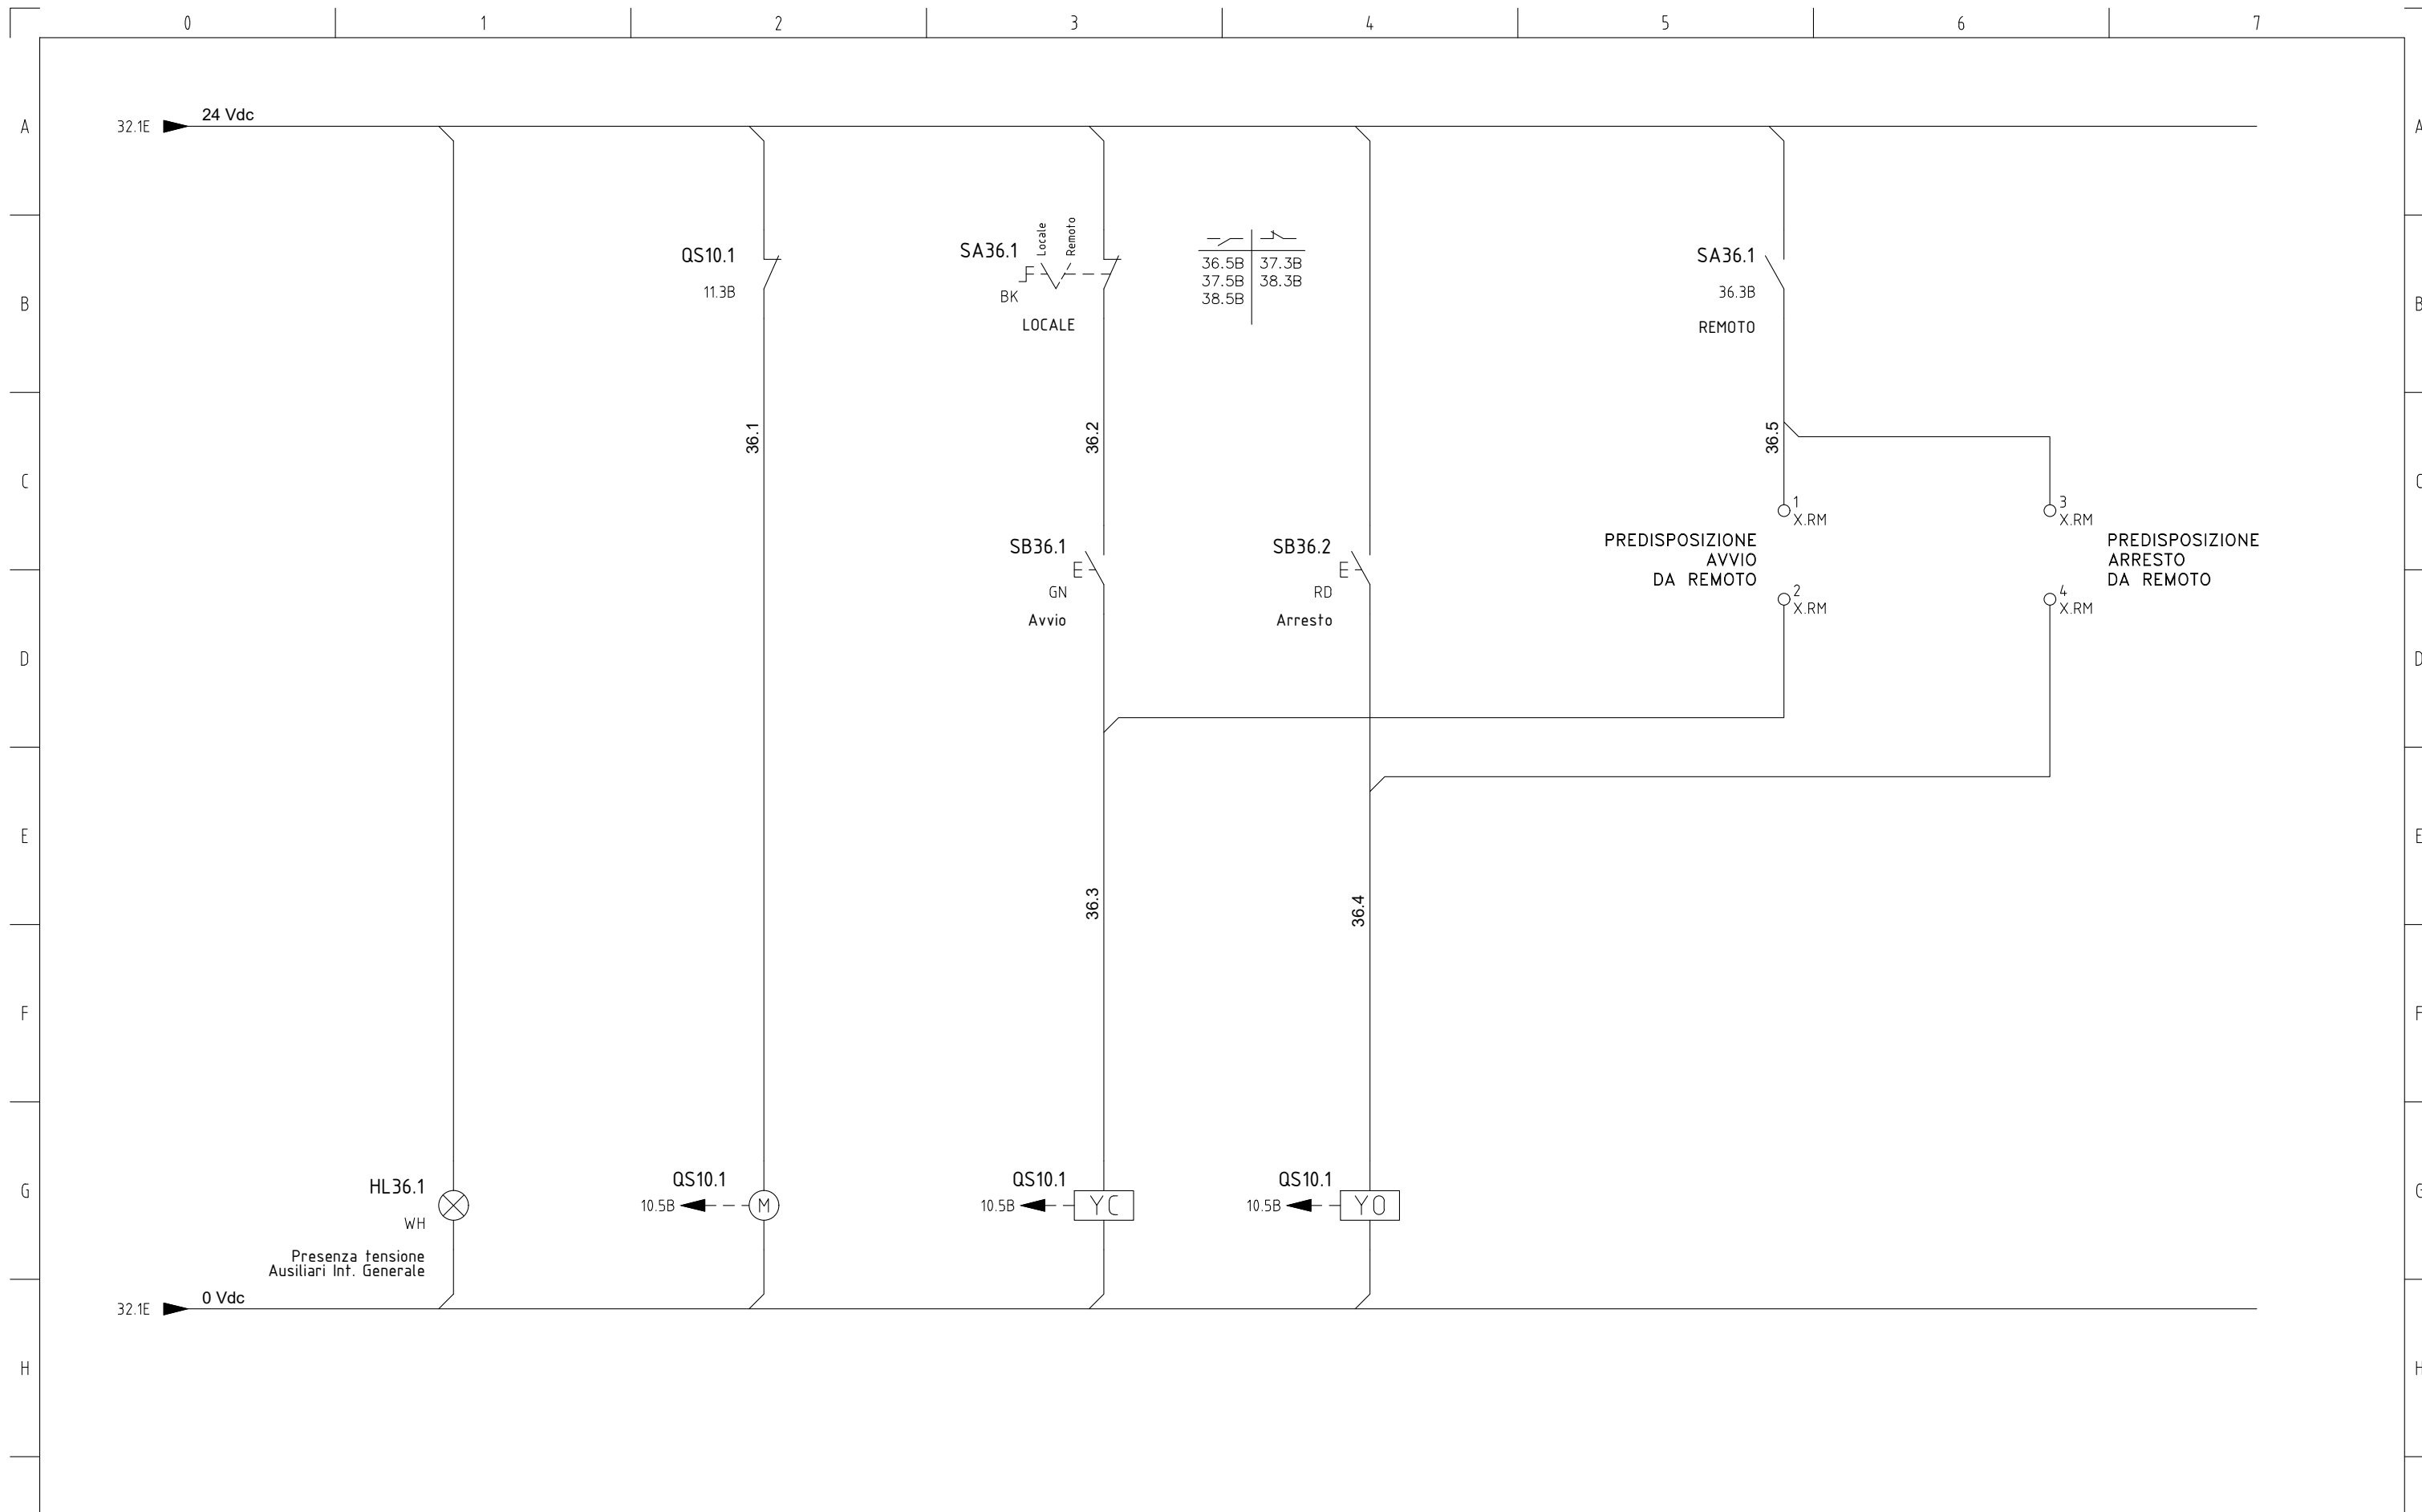 0 1 2 3 4 5 6 7
A
32.1E
24 Vdc
A
QS10.1
11.3B
SA36.1
Locale
Remoto
BK
LOCALE
36.5B 37.3B
37.5B 38.3B
38.5B
SA36.1
36.3B
REMOTO
B
B
36.1
36.2
36.5
C
C
1
X.RM
3
X.RM
SB36.1
GN
Avvio
SB36.2
RD
Arresto
PREDISPOSIZIONE
AVVIO
DA REMOTO
PREDISPOSIZIONE
ARRESTO
DA REMOTO
2
X.RM
4
X.RM
D
D
E
E
36.3
36.4
F
F
G
G
HL36.1
WH
Presenza tensione
Ausiliari Int. Generale
QS10.1
10.5B
M
QS10.1
10.5B
YC
QS10.1
10.5B
YO
32.1E
0 Vdc
H
H